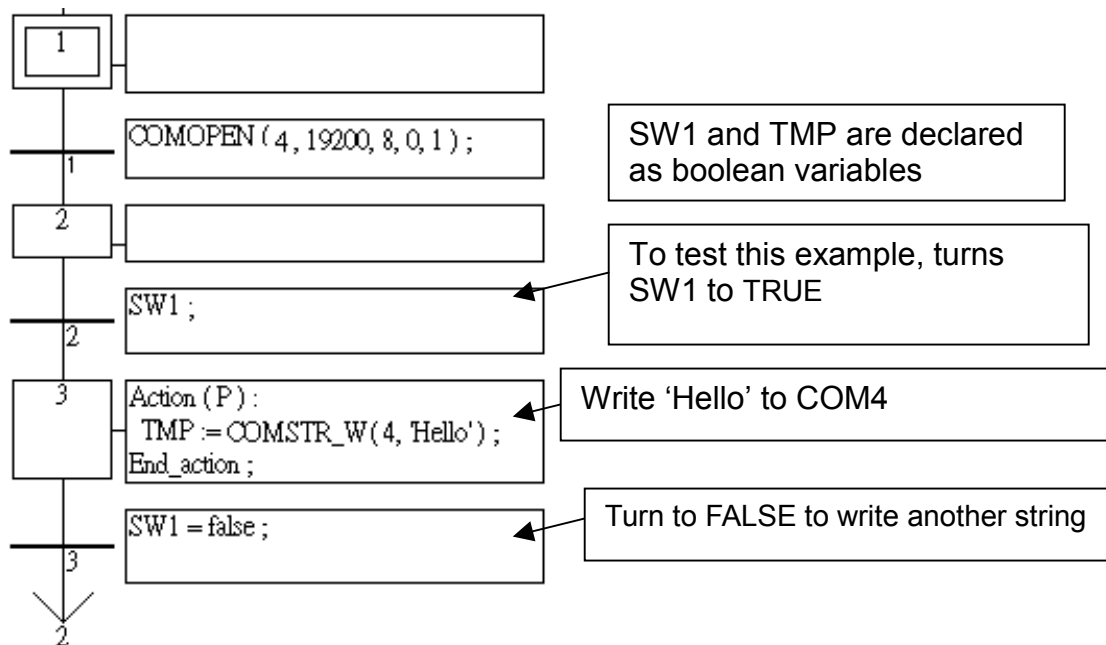 1
COMOPEN ( 4 , 19200, 8, 0, 1 ) ;
1
SW1 and TMP are declared
as boolean variables
2
To test this example, turns
SW1 to TRUE
SW1 ;
2
3
Action ( P ) :
TMP := COMSTR_W( 4, 'Hello' ) ;
End_action ;
Write ‘Hello’ to COM4
SW1 = false ;
Turn to FALSE to write another string
3
2